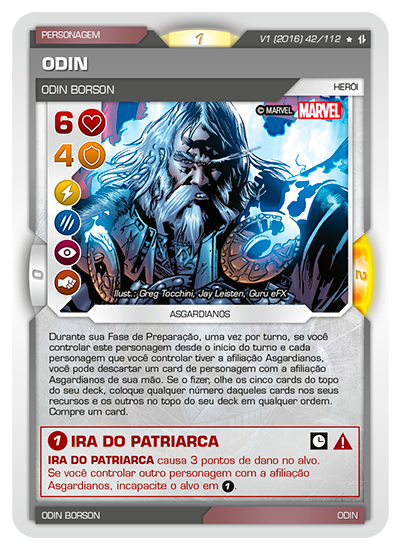 PERSONAGEM
1
V1 (2016) 42/112
ODIN
ODIN BORSON
HERÓI
6
© MARVEL MARVEL
4
0
2
Ilust.: Greg Tocchini, Jay Leisten, Guru eFX
ASGARDIANOS
Durante sua Fase de Preparação, uma vez por turno, se você
controlar este personagem desde o início do turno e cada
personagem que você controlar tiver a afiliação Asgardianos,
você pode descartar um card de personagem com a afiliação
Asgardianos de sua mão. Se o fizer, olhe os cinco cards do topo
do seu deck, coloque qualquer número daqueles cards nos seus
recursos e os outros no topo do seu deck em qualquer ordem.
Compre um card.
1 IRA DO PATRIARCA
IRA DO PATRIARCA causa 3 pontos de dano no alvo.
Se você controlar outro personagem com a afiliação
Asgardianos, incapacite o alvo em 1.
ODIN BORSON
ODIN